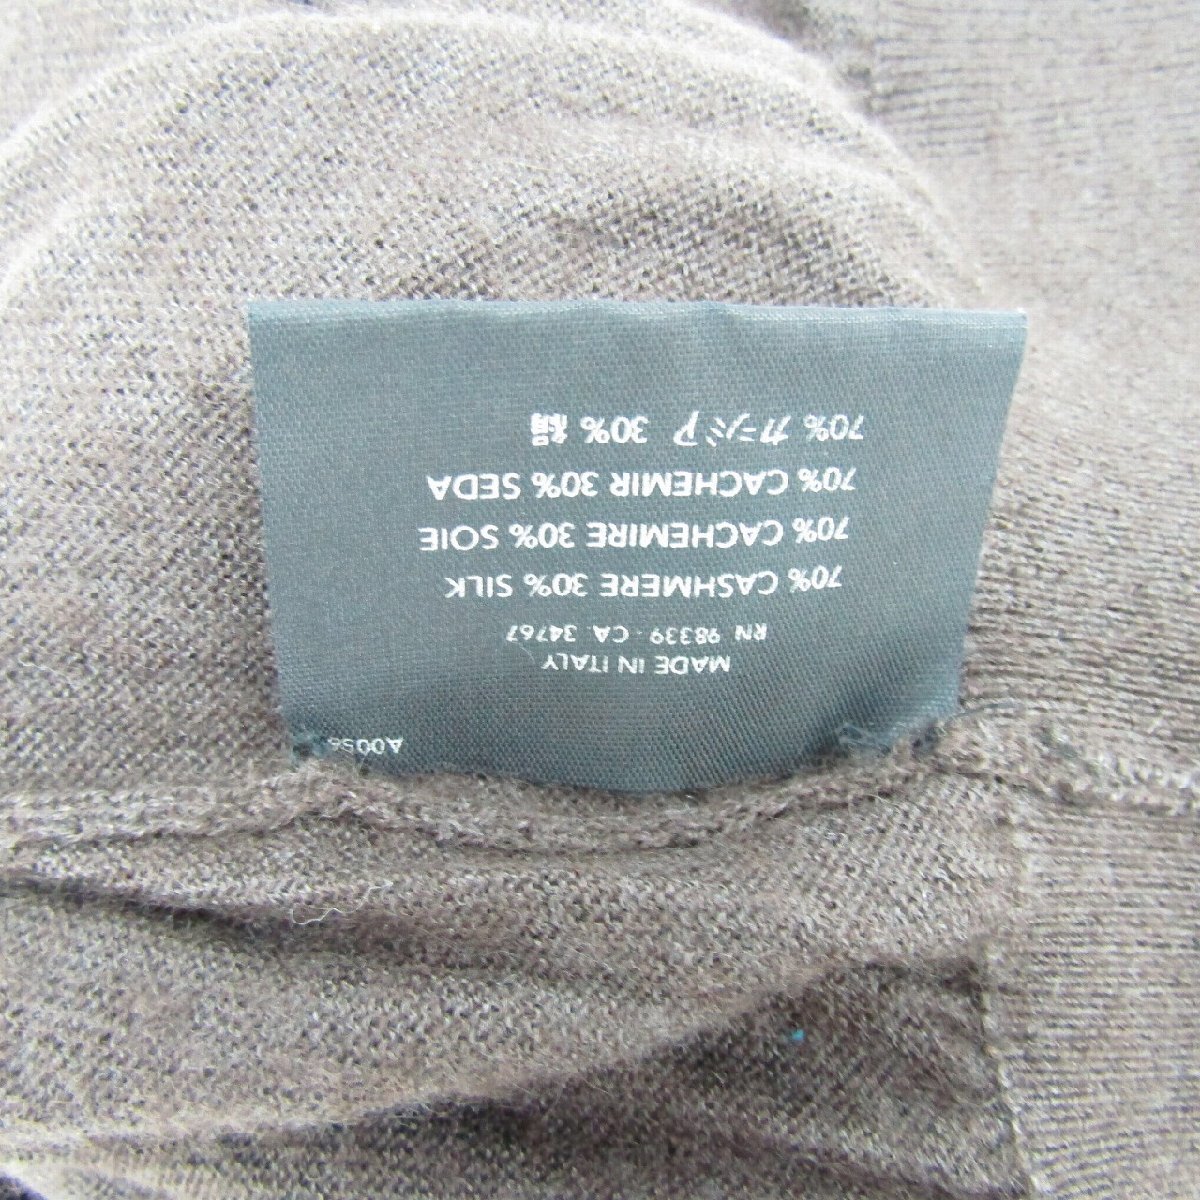 A0056
MADE IN ITALY
RN 98339 - CA 34767
70% CASHMERE 30% SILK
70% CACHEMIRE 30% SOIE
70% CACHEMIR 30% SEDA
70% カシミア 30% 絹